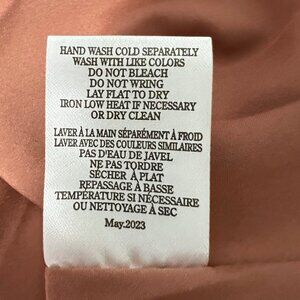 HAND WASH COLD SEPARATELY
WASH WITH LIKE COLORS
DO NOT BLEACH
DO NOT WRING
LAY FLAT TO DRY
IRON LOW HEAT IF NECESSARY
OR DRY CLEAN
LAVER À LA MAIN SÉPARÉMENT À FROID
LAVER AVEC DES COULEURS SIMILAIRES
PAS D'EAU DE JAVEL
NE PAS TORDRE
SÉCHER À PLAT
REPASSAGE À BASSE
TEMPÉRATURE SI NÉCESSAIRE
OU NETTOYAGE À SEC
May.2023